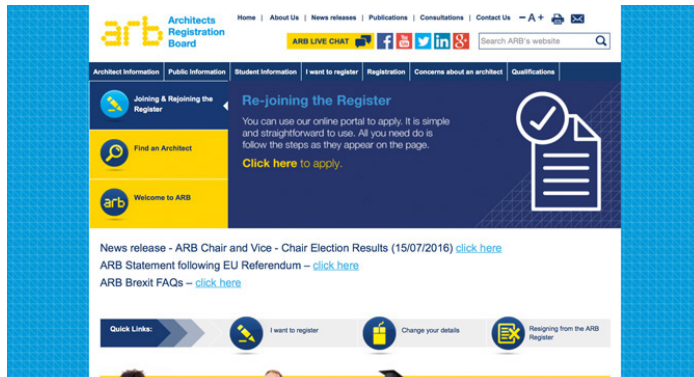 arb
Architects
Registration
Board
Home | About Us | News releases | Publications | Consultations | Contact Us - A +
ARB LIVE CHAT
Search ARB's website
Architect Information | Public Information | Student Information | I want to register | Registration | Concerns about an architect | Qualifications
Joining & Rejoining the
Register
Find an Architect
arb
Welcome to ARB
Re-joining the Register
You can use our online portal to apply. It is simple
and straightforward to use. All you need do is
follow the steps as they appear on the page.
Click here to apply.
News release - ARB Chair and Vice - Chair Election Results (15/07/2016) click here
ARB Statement following EU Referendum – click here
ARB Brexit FAQs – click here
Quick Links:
I want to register
Change your details
Resigning from the ARB
Register